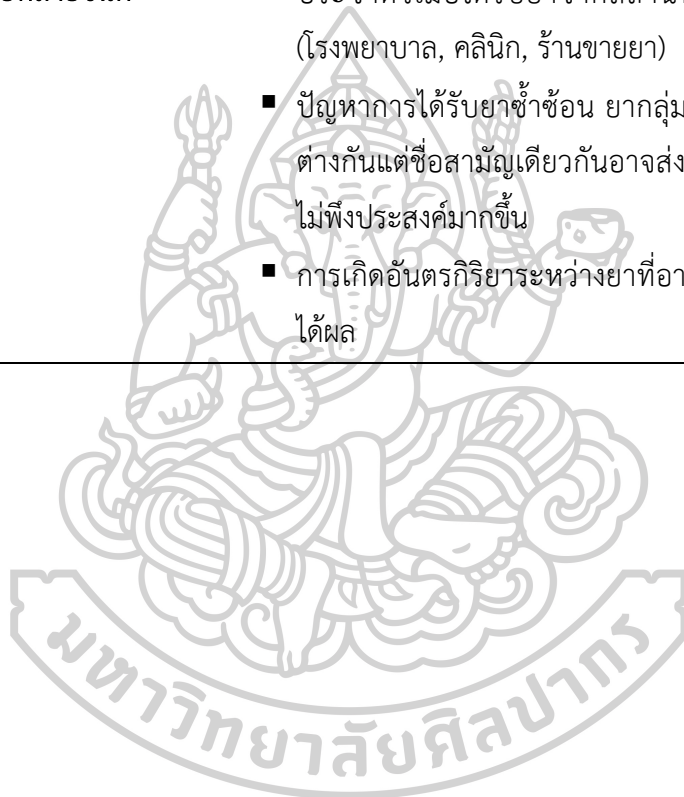 (โรงพยาบาล, คลินิก, ร้านขายยา)
▪ ปัญหาการได้รับยาซ้ำซ้อน ยากลุ่ม
ต่างกันแต่ชื่อสามัญเดียวกันอาจส่ง
ไม่พึงประสงค์มากขึ้น
▪ การเกิดอันตรกิริยาระหว่างยาที่อา
ได้ผล
มหาวิทยาลัยศิลปากร